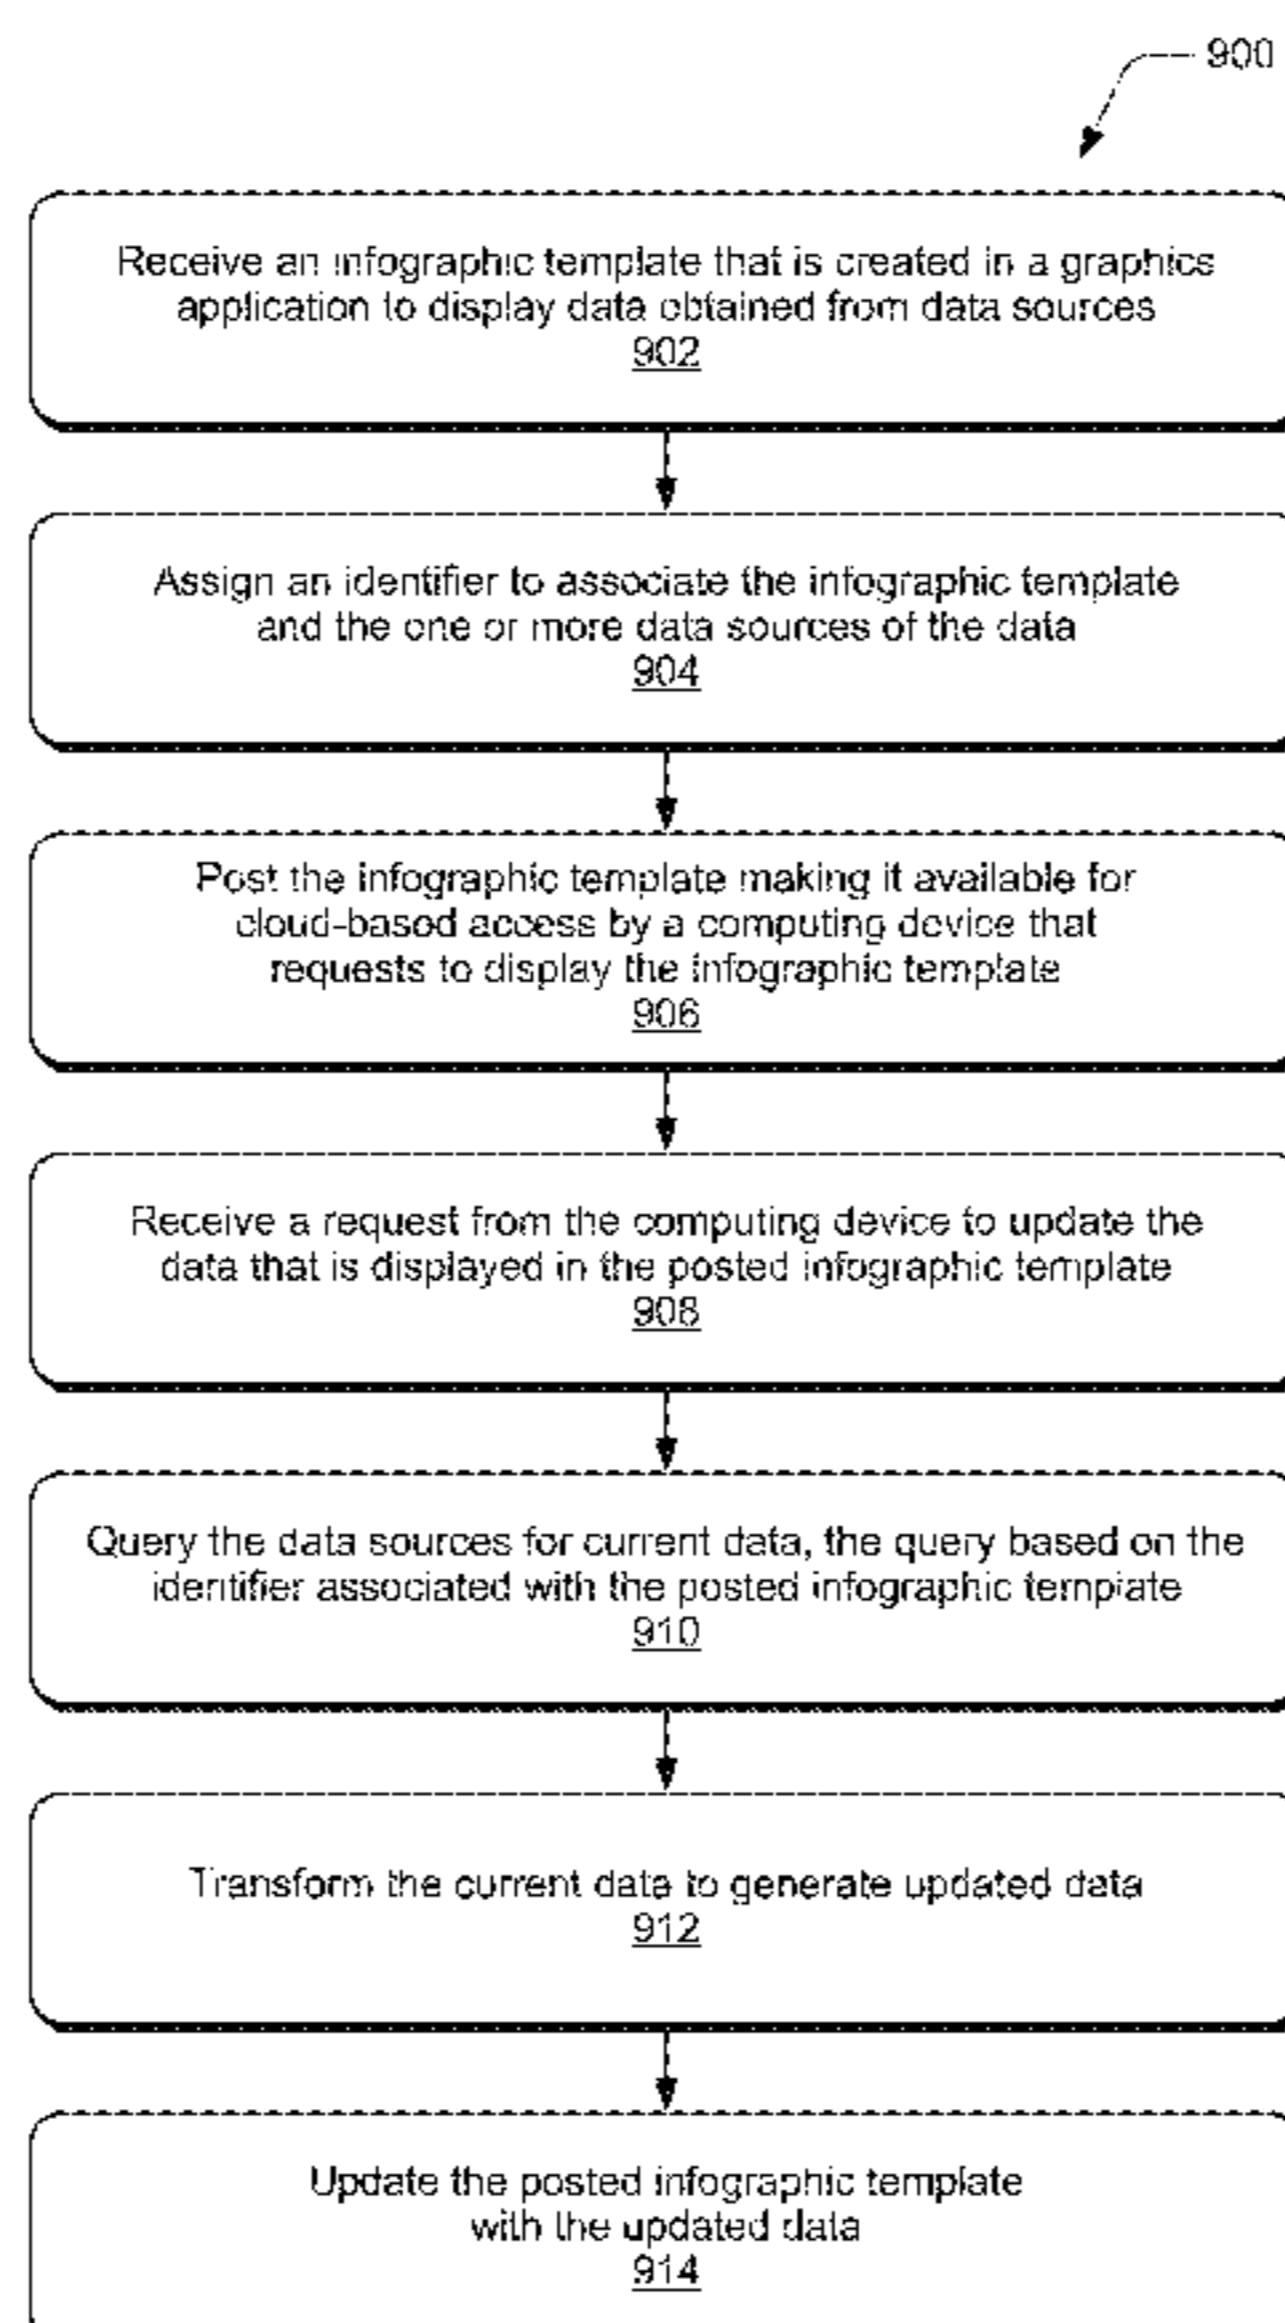 900
Receive an infographic template that is created in a graphics
application to display data obtained from data sources
902
Assign an identifier to associate the infographic template
and the one or more data sources of the data
904
Post the infographic template making it available for
cloud-based access by a computing device that
requests to display the infographic template
906
Receive a request from the computing device to update the
data that is displayed in the posted infographic template
908
Query the data sources for current data, the query based on the
identifier associated with the posted infographic template
910
Transform the current data to generate updated data
912
Update the posted infographic template
with the updated data
914